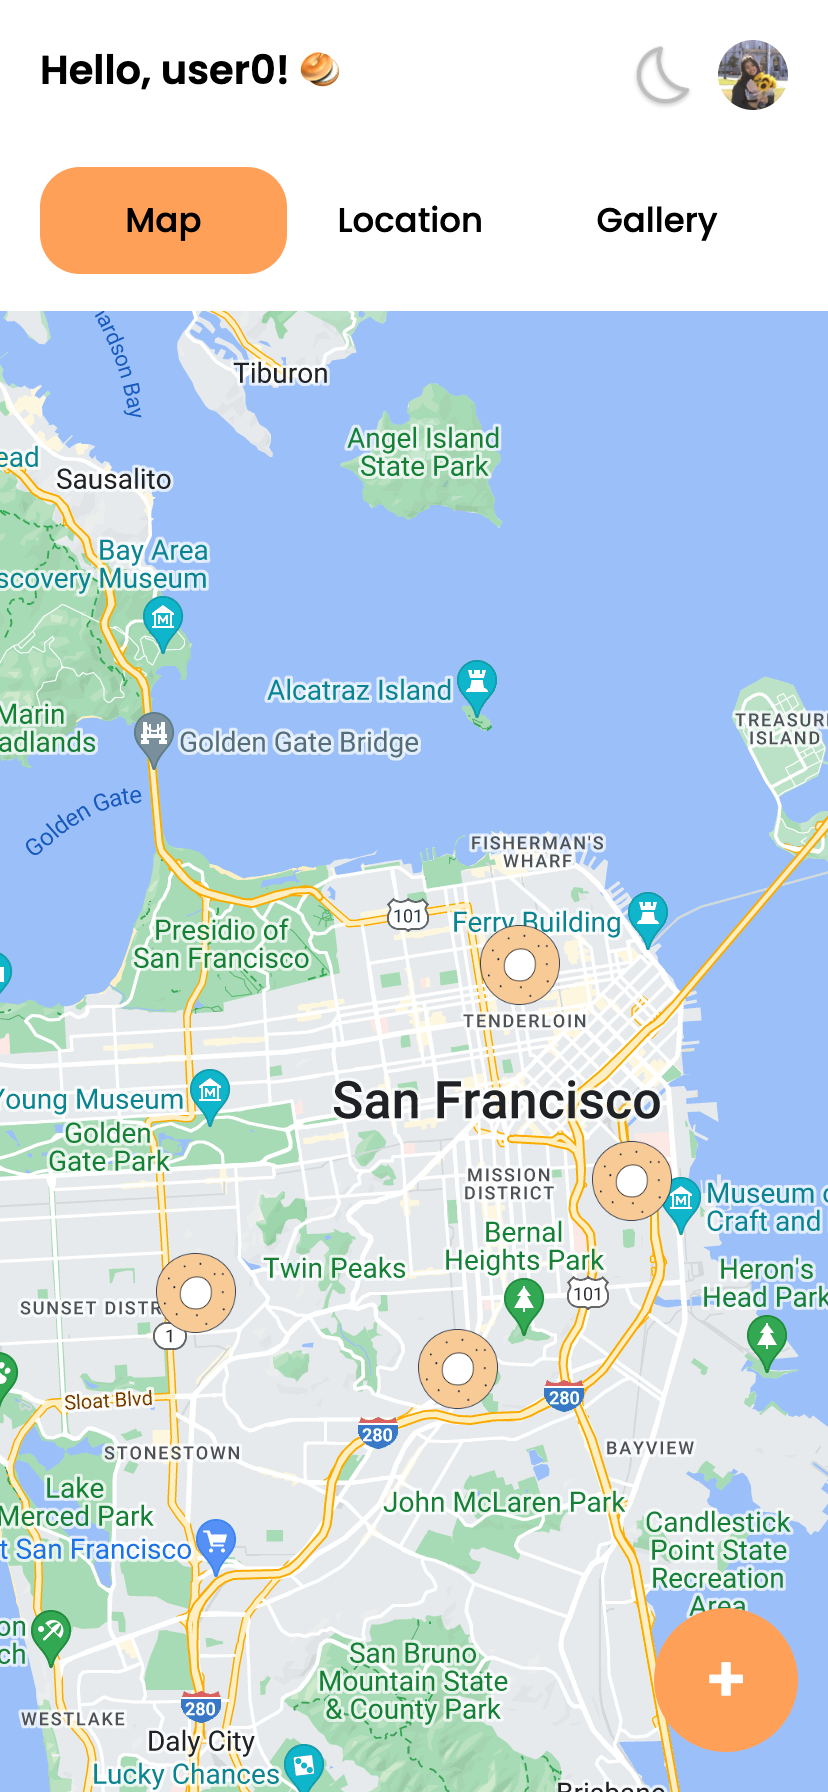 Hello, user0!
Map
Location
Gallery
ardson Bay
Tiburon
Angel Island
State Park
ead
Sausalito
Bay Area
scovery Museum
Alcatraz Island
Marin
adlands
TREASURE
ISLAND
Golden Gate Bridge
Golden Gate
FISHERMAN'S
WHARF
101
Ferry Building
Presidio of
San Francisco
TENDERLOIN
Young Museum
San Francisco
Golden
Gate Park
MISSION
DISTRICT
Museum o
Craft and
Bernal
Heights Park
Twin Peaks
Heron's
Head Park
101
SUNSET DISTR
1
280
Sloat Blvd
280
STONESTOWN
BAYVIEW
Lake
Merced Park
John McLaren Park
Candlestick
Point State
Recreation
Area
t San Francisco
on
ch
San Bruno
Mountain State
& County Park
280
WESTLAKE
Daly City
Lucky Chances
Brisbane